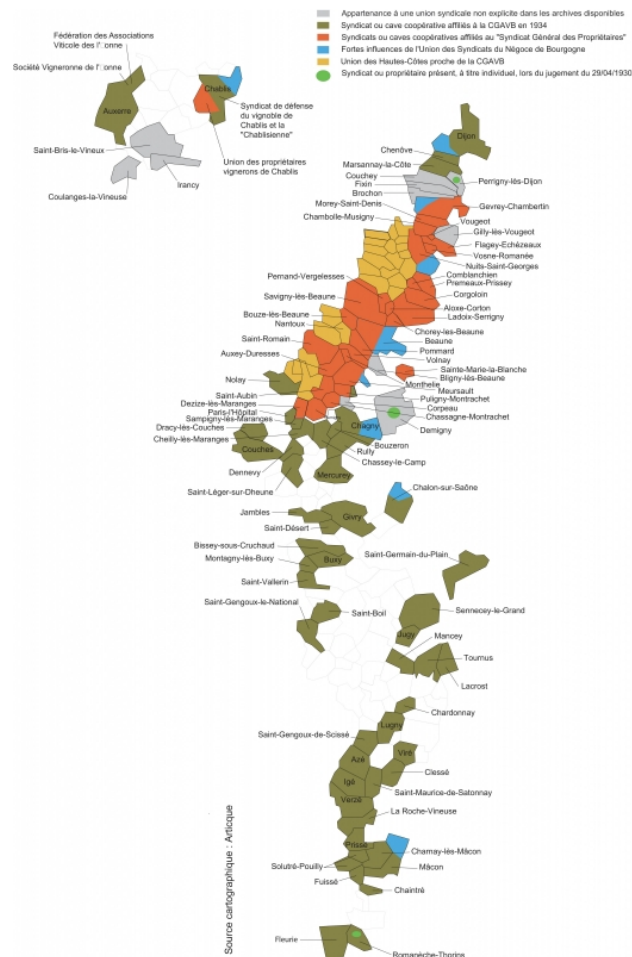 Appartenance à une union syndicale non explicite dans les archives disponibles
Syndicat ou cave coopérative affiliés à la CGAVB en 1934
Syndicats ou caves coopératives affiliés au "Syndicat Général des Propriétaires"
Fortes influences de l'Union des Syndicats du Négoce de Bourgogne
Union des Hautes-Côtes proche de la CGAVB
Syndicat ou propriétaire présent, à titre individuel, lors du jugement du 29/04/1930
Fédération des Associations
Viticole des l'□onne
Société Vigneronne de l'□onne
Auxerre
Chablis
Syndicat de défense
du vignoble de
Chablis et la
"Chablisienne"
Saint-Bris-le-Vineux
Union des propriétaires
vignerons de Chablis
Irancy
Coulanges-la-Vineuse
Dijon
Chenôve
Marsannay-la-Côte
Couchey
Fixin
Brochon
Perrigny-lés-Dijon
Morey-Saint-Denis
Gevrey-Chambertin
Chambolle-Musigny
Vougeot
Gilly-lès-Vougeot
Flagey-Echézeaux
Vosne-Romanée
Nuits-Saint-Georges
Comblanchien
Pernand-Vergelesses
Premeaux-Prissey
Savigny-lès-Beaune
Corgoloin
Aloxe-Corton
Bouze-lès-Beaune
Ladoix-Serrigny
Nantoux
Chorey-les-Beaune
Saint-Romain
Beaune
Pommard
Auxey-Duresses
Volnay
Sainte-Marie-la-Blanche
Nolay
Bligny-lès-Beaune
Monthelie
Meursault
Saint-Aubin
Puligny-Montrachet
Dezize-lès-Maranges
Corpeau
Paris-l'Hôpital
Chassagne-Montrachet
Sampigny-lès-Maranges
Chagny
Demigny
Dracy-lès-Couches
Cheilly-lès-Maranges
Bouzeron
Couches
Rully
Chassey-le-Camp
Dennevy
Mercurey
Saint-Léger-sur-Dheune
Chalon-sur-Saône
Jambles
Givry
Saint-Désert
Bissey-sous-Cruchaud
Montagny-lès-Buxy
Buxy
Saint-Germain-du-Plain
Saint-Vallerin
Saint-Gengoux-le-National
Saint-Boil
Sennecey-le-Grand
Jugy
Mancey
Tournus
Lacrost
Chardonnay
Lugny
Saint-Gengoux-de-Scissé
Viré
Azé
Clessé
Igé
Saint-Maurice-de-Satonnay
Verzé
La Roche-Vineuse
Prissé
Charnay-lès-Mâcon
Solutré-Pouilly
Mâcon
Fuissé
Chaintré
Fleurie
Romanèche-Thorins
Source cartographique : Articque